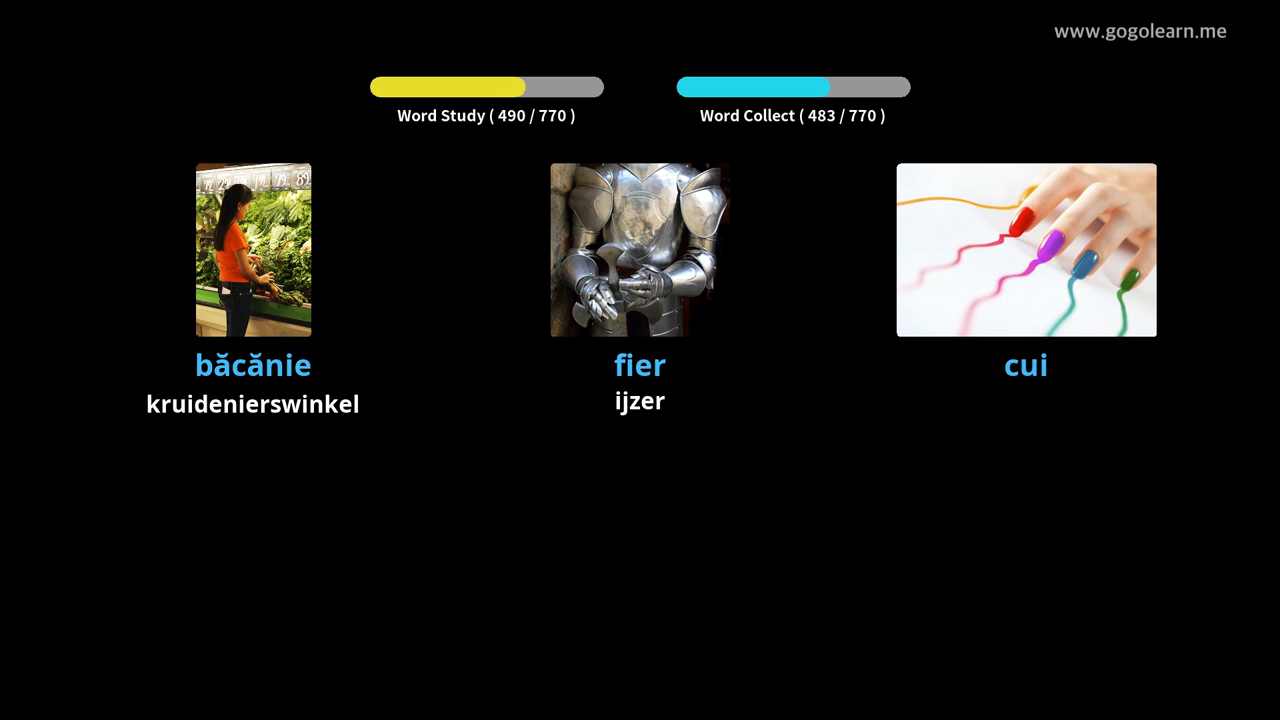 www.gogolearn.me
Word Study ( 490 / 770 )
Word Collect ( 483 / 770 )
băcănie
fier
cui
kruidenierswinkel
ijzer